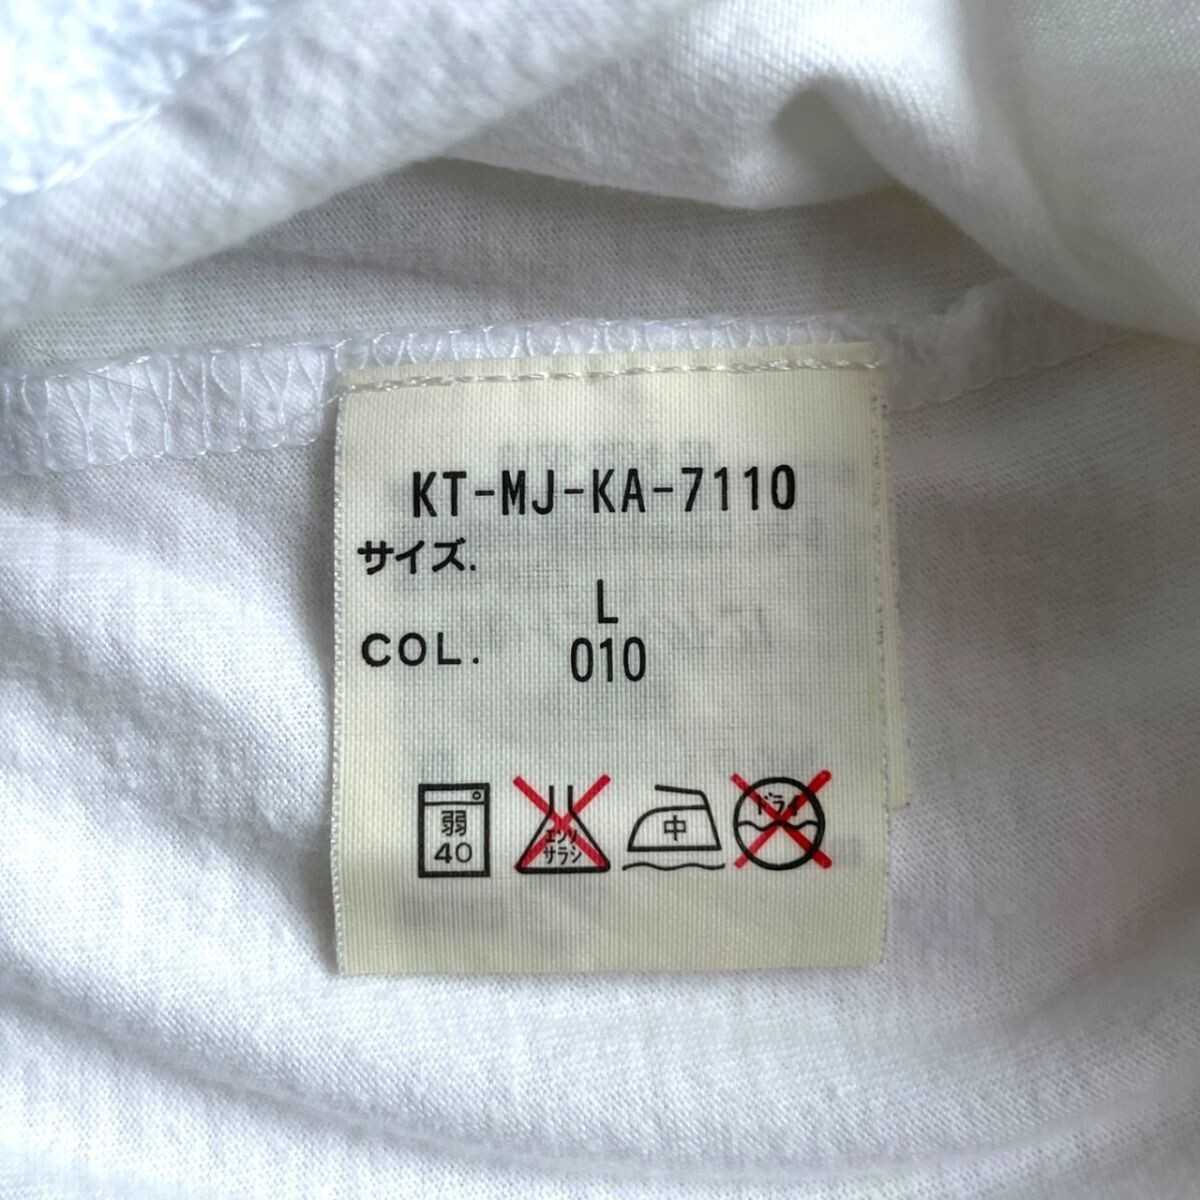 KT-MJ-KA-7110
サイズ.
L
COL. 010
弱 中 ドライ
40 エンソ
サラシ